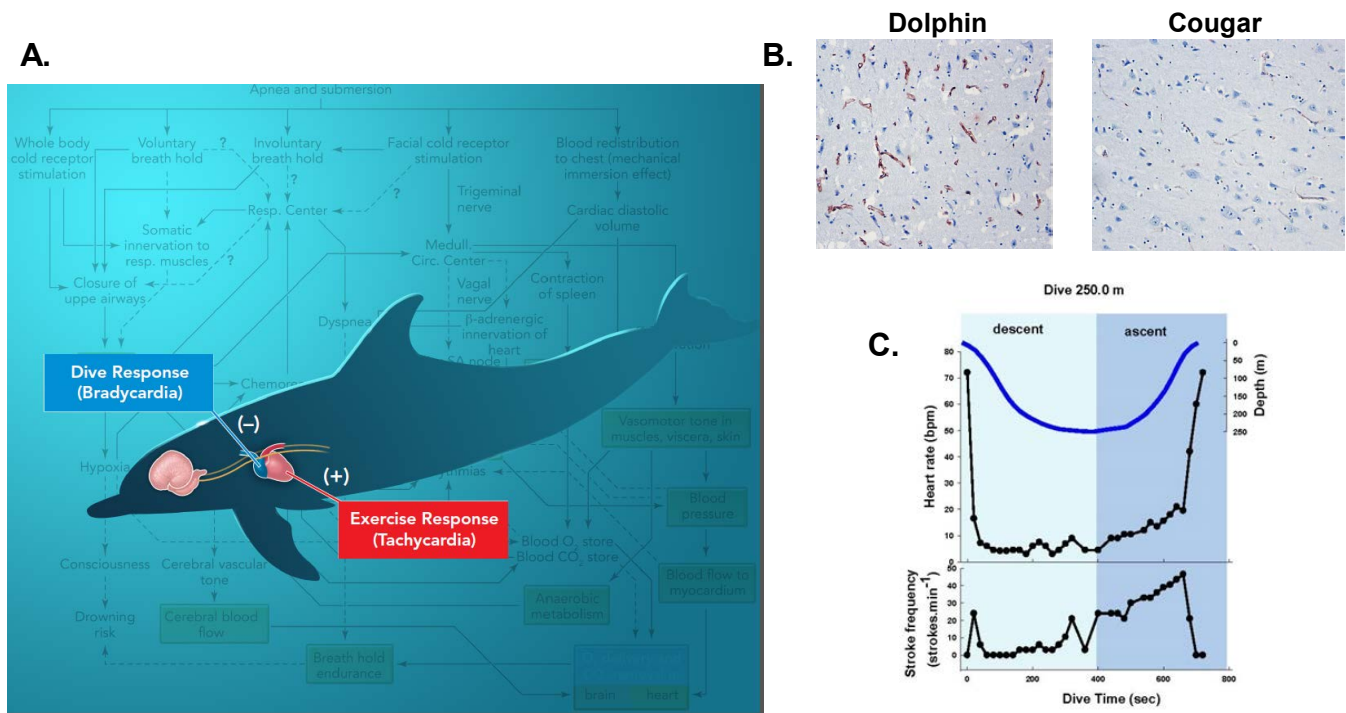 A.
Apnea and submersion
Whole body
cold receptor
stimulation
Voluntary
breath hold
?
Involuntary
breath hold
Facial cold receptor
stimulation
Blood redistribution
to chest (mechanical
immersion effect)
?
?
Trigeminal
nerve
Resp. Center
Cardiac diastolic
volume
Somatic
innervation to
resp. muscles
?
Medull.
Circ. Center
Closure of
uppe airways
Vagal
nerve
Contraction
of spleen
Dyspnea
β-adrenergic
innervation of
heart
SA node
Dive Response
(Bradycardia)
Vasomotor tone in
muscles, viscera, skin
(–)
Hypoxia
(+)
Exercise Response
(Tachycardia)
Blood
pressure
Blood O2 store
Blood CO2 store
Consciousness
Cerebral vascular
tone
Anaerobic
metabolism
Blood flow to
myocardium
Drowning
risk
Cerebral blood
flow
Breath hold
endurance
brain
heart
B.
Dolphin
Cougar
C.
Dive 250.0 m
descent
ascent
Heart rate (bpm)
80
70
60
50
40
30
20
10
0
Depth (m)
0
50
100
150
200
250
Stroke frequency
(strokes.min-1)
50
40
30
20
10
0
0
200
400
600
800
Dive Time (sec)